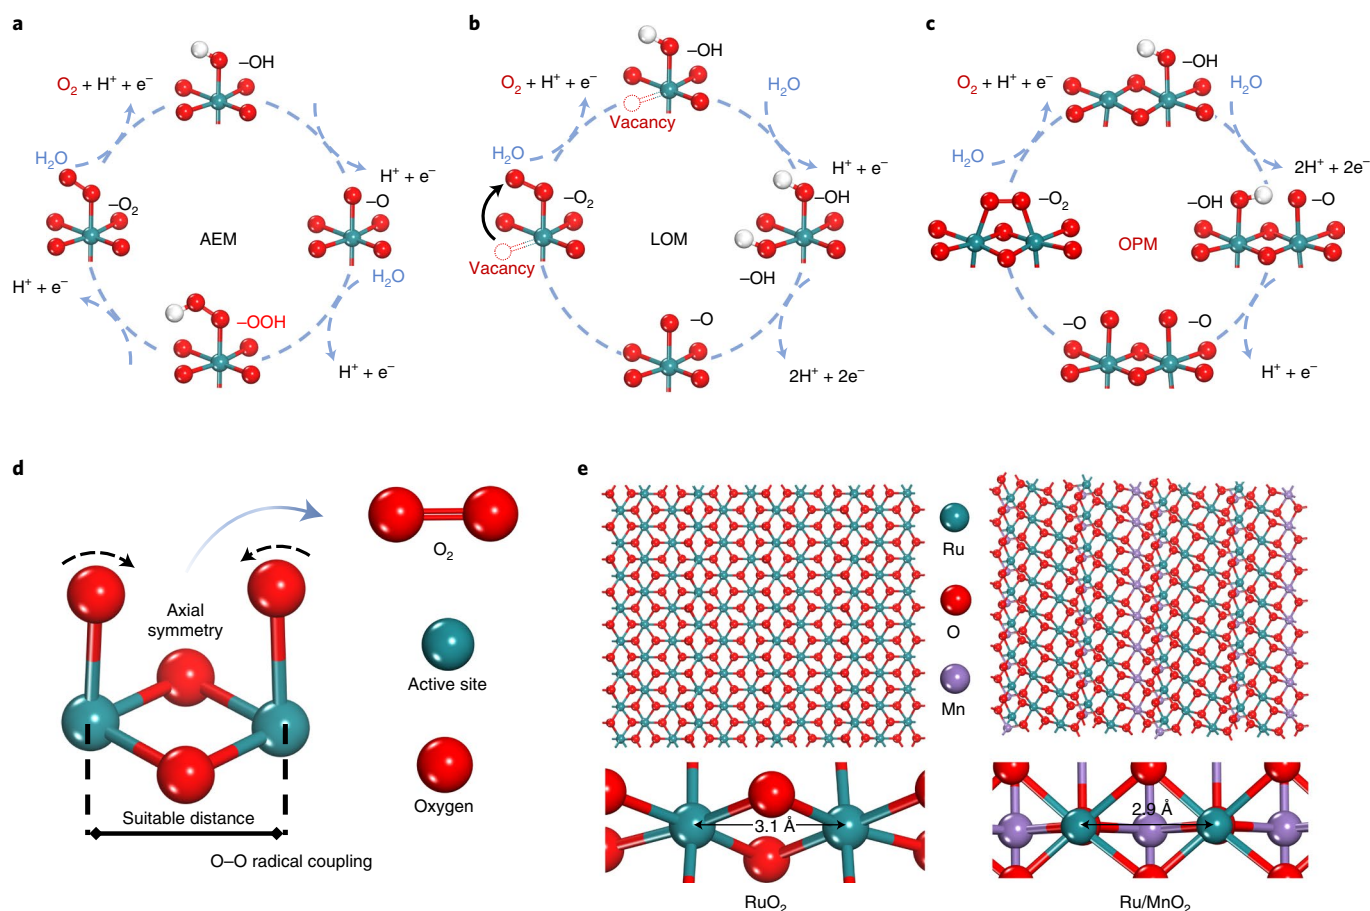 a
–OH
O₂ + H⁺ + e⁻
H₂O
H⁺ + e⁻
–O₂
–O
AEM
H₂O
H⁺ + e⁻
–OOH
H⁺ + e⁻
b
–OH
O₂ + H⁺ + e⁻
H₂O
Vacancy
H₂O
H⁺ + e⁻
–O₂
–OH
LOM
Vacancy
–OH
–O
2H⁺ + 2e⁻
c
–OH
O₂ + H⁺ + e⁻
H₂O
H₂O
2H⁺ + 2e⁻
–O₂
–OH
–O
OPM
–O
–O
H⁺ + e⁻
d
O₂
Axial
symmetry
Active site
Oxygen
Suitable distance
O–O radical coupling
e
Ru
O
Mn
3.1 Å
2.9 Å
RuO₂
Ru/MnO₂